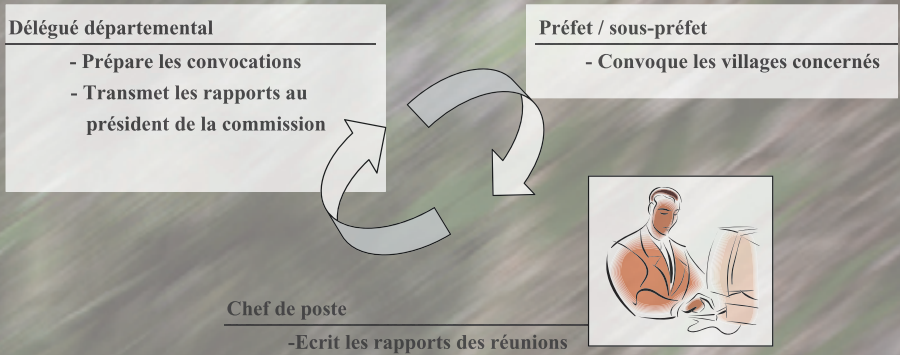 Délégué départemental
- Prépare les convocations
- Transmet les rapports au
président de la commission
Préfet / sous-préfet
- Convoque les villages concernés
Chef de poste
-Ecrit les rapports des réunions